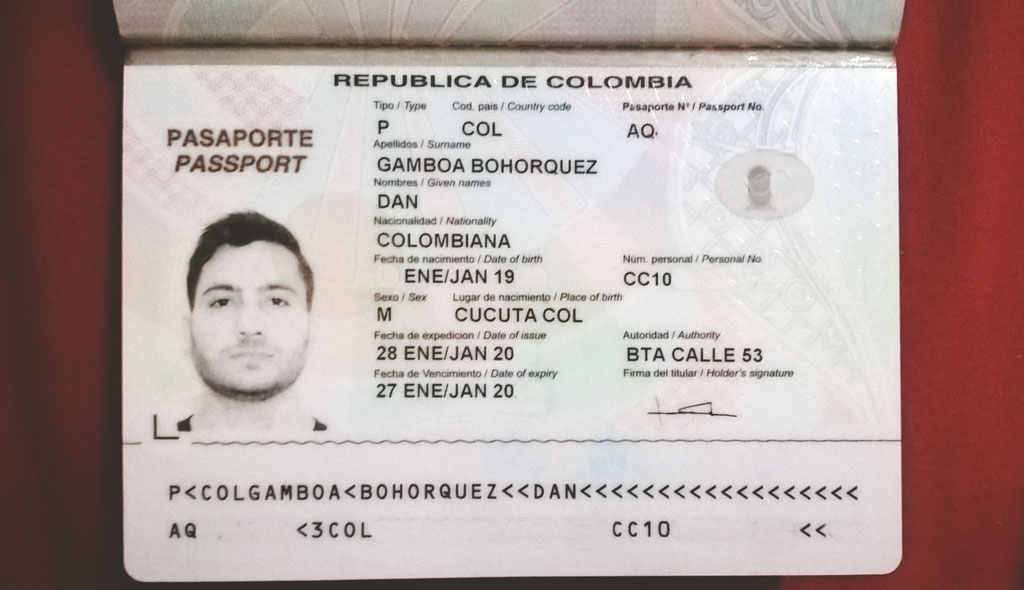 REPUBLICA DE COLOMBIA
PASAPORTE
PASSPORT
Tipo / Type Cod. pais / Country code Pasaporte N° / Passport No.
P COL AQ
Apellidos / Surname
GAMBOA BOHORQUEZ
Nombres / Given names
DAN
Nacionalidad / Nationality
COLOMBIANA
Fecha de nacimiento / Date of birth Núm. personal / Personal No.
ENE/JAN 19 CC10
Sexo / Sex Lugar de nacimiento / Place of birth
M CUCUTA COL
Fecha de expedicion / Date of issue Autoridad / Authority
28 ENE/JAN 20 BTA CALLE 53
Fecha de Vencimiento / Date of expiry Firma del titular / Holder's signature
27 ENE/JAN 20
P<COLGAMBOA<BOHORQUEZ<<DAN<<<<<<<<<<<<<<<<<<
AQ <3COL CC10 <<